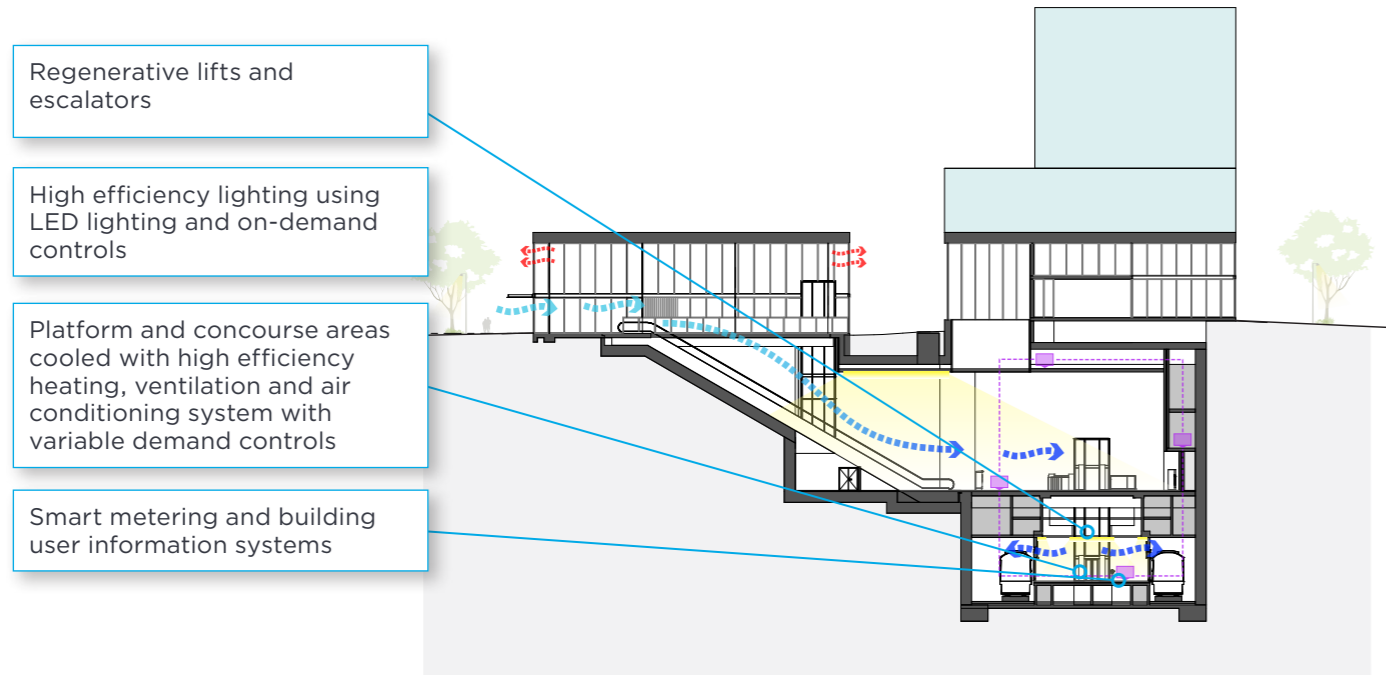 Regenerative lifts and
escalators
High efficiency lighting using
LED lighting and on-demand
controls
Platform and concourse areas
cooled with high efficiency
heating, ventilation and air
conditioning system with
variable demand controls
Smart metering and building
user information systems